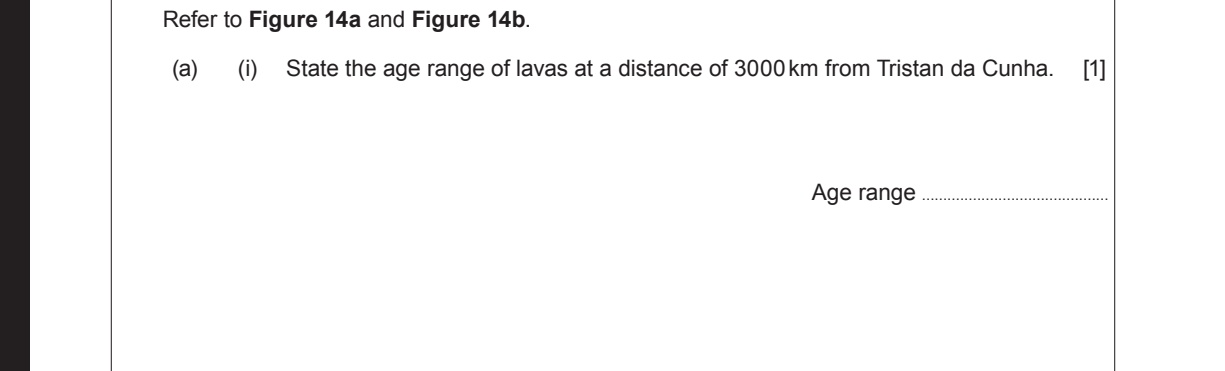 Refer to Figure 14a and Figure 14b.
(a) (i) State the age range of lavas at a distance of 3000 km from Tristan da Cunha. [1]
Age range ............................................